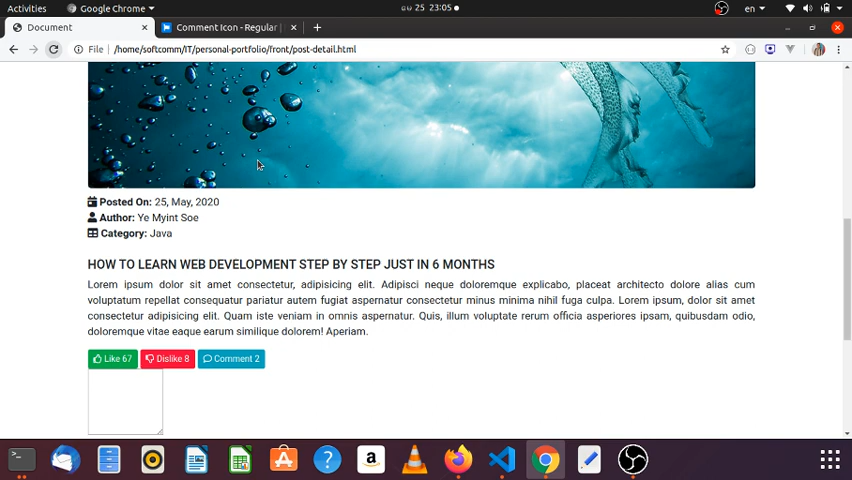 Activities
Google Chrome
ဇွန် 25 23:05
en
Document
Comment Icon - Regular |
File | /home/softcomm/IT/personal-portfolio/front/post-detail.html
Posted On: 25, May, 2020
Author: Ye Myint Soe
Category: Java
HOW TO LEARN WEB DEVELOPMENT STEP BY STEP JUST IN 6 MONTHS
Lorem ipsum dolor sit amet consectetur, adipisicing elit. Adipisci neque doloremque explicabo, placeat architecto dolore alias cum
voluptatum repellat consequatur pariatur autem fugiat aspernatur consectetur minus minima nihil fuga culpa. Lorem ipsum, dolor sit amet
consectetur adipisicing elit. Quam iste veniam in omnis aspernatur. Quis, illum voluptate rerum officia asperiores ipsam, quibusdam odio,
doloremque vitae eaque earum similique dolorem! Aperiam.
Like 67
Dislike 8
Comment 2